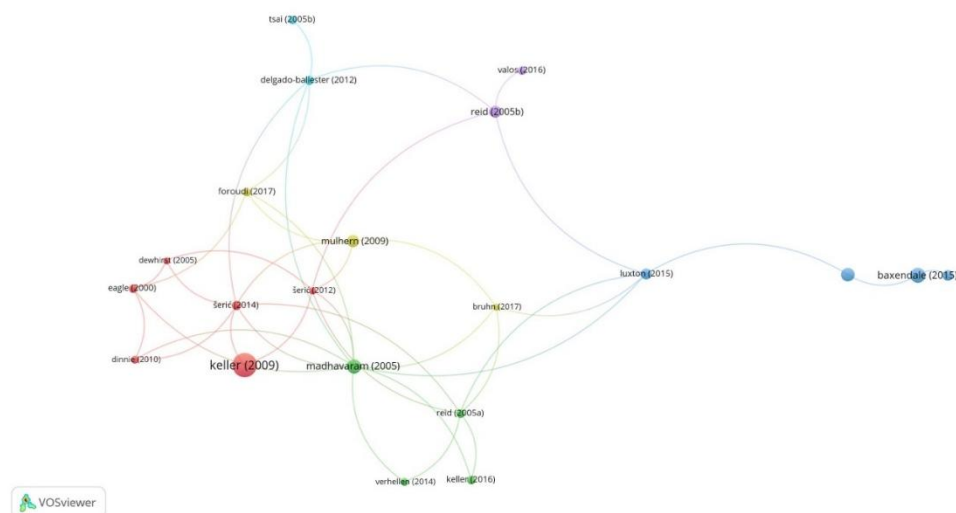 tsai (2005b)
delgado-ballester (2012)
valos (2016)
reid (2005b)
foroudi (2017)
mulhern (2009)
dewhirst (2005)
luxton (2015)
baxendale (2015)
eagle (2000)
šerić (2012)
šerić (2014)
bruhn (2017)
dinnie (2010)
keller (2009)
madhavaram (2005)
reid (2005a)
verhellen (2014)
keller (2016)
VOSviewer